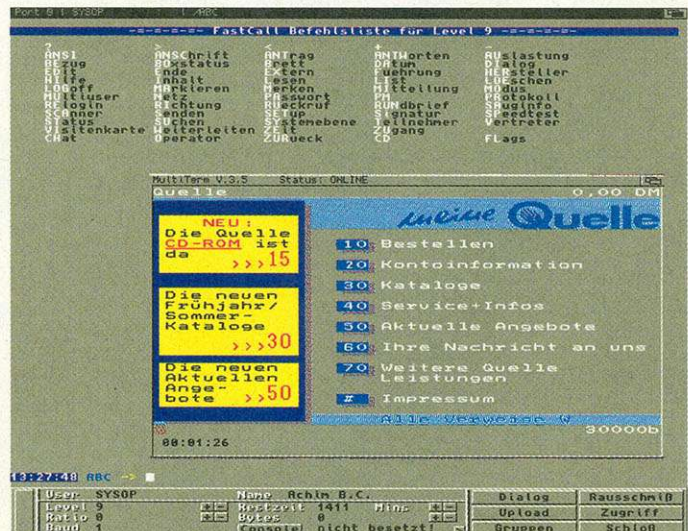 Port 0 | SYSOP | ABC
-=-=-=-=- FastCall Befehlsliste für Level 9 -=-=-=-=-
? > < + -
ANSI ANSChrift ANTrag ANTWorten AUslastung
BEzug BOxstatus Brett DAtum DIalog
EDit Ende EXtern Fuehrung HERsteller
HIlfe Inhalt Lesen List LOEschen
LOGoff MArkieren Merken MITteilung MOdus
MUltiuser Netz Passwort PM PRotokoll
RElogin RIchtung RUeckruf RUNdbrief SAuginfo
SCAnner Senden SETup SIgnatur SPeedtest
STatus SUchen SYstemebene TEilnehmer Vertreter
VIsitenkarte Weiterleiten ZEit ZUgang
CHat Operator ZURueck CD FLags
MultiTerm V.3.5 Status: ONLINE
Quelle 0,00 DM
meine Quelle
NEU:
Die Quelle
CD-ROM ist
da >>>15
Die neuen
Frühjahr/
Sommer-
Kataloge
>>>30
Die neuen
Aktuellen
Ange-
bote >>50
10 Bestellen
20 Kontoinformation
30 Kataloge
40 Service+Infos
50 Aktuelle Angebote
60 Ihre Nachricht an uns
70 Weitere Quelle
Leistungen
# Impressum
Alle Verweise W
30000b
00:01:26
13:27:48 ABC ->
User SYSOP Name Achim B.C.
Level 9 +- Restzeit 1411 Mins +-
Ratio 0 +- Bytes 0 +-
Baud 1 Console nicht besetzt!
Dialog Rausschmiß
Upload Zugriff
Gruppen Schloß